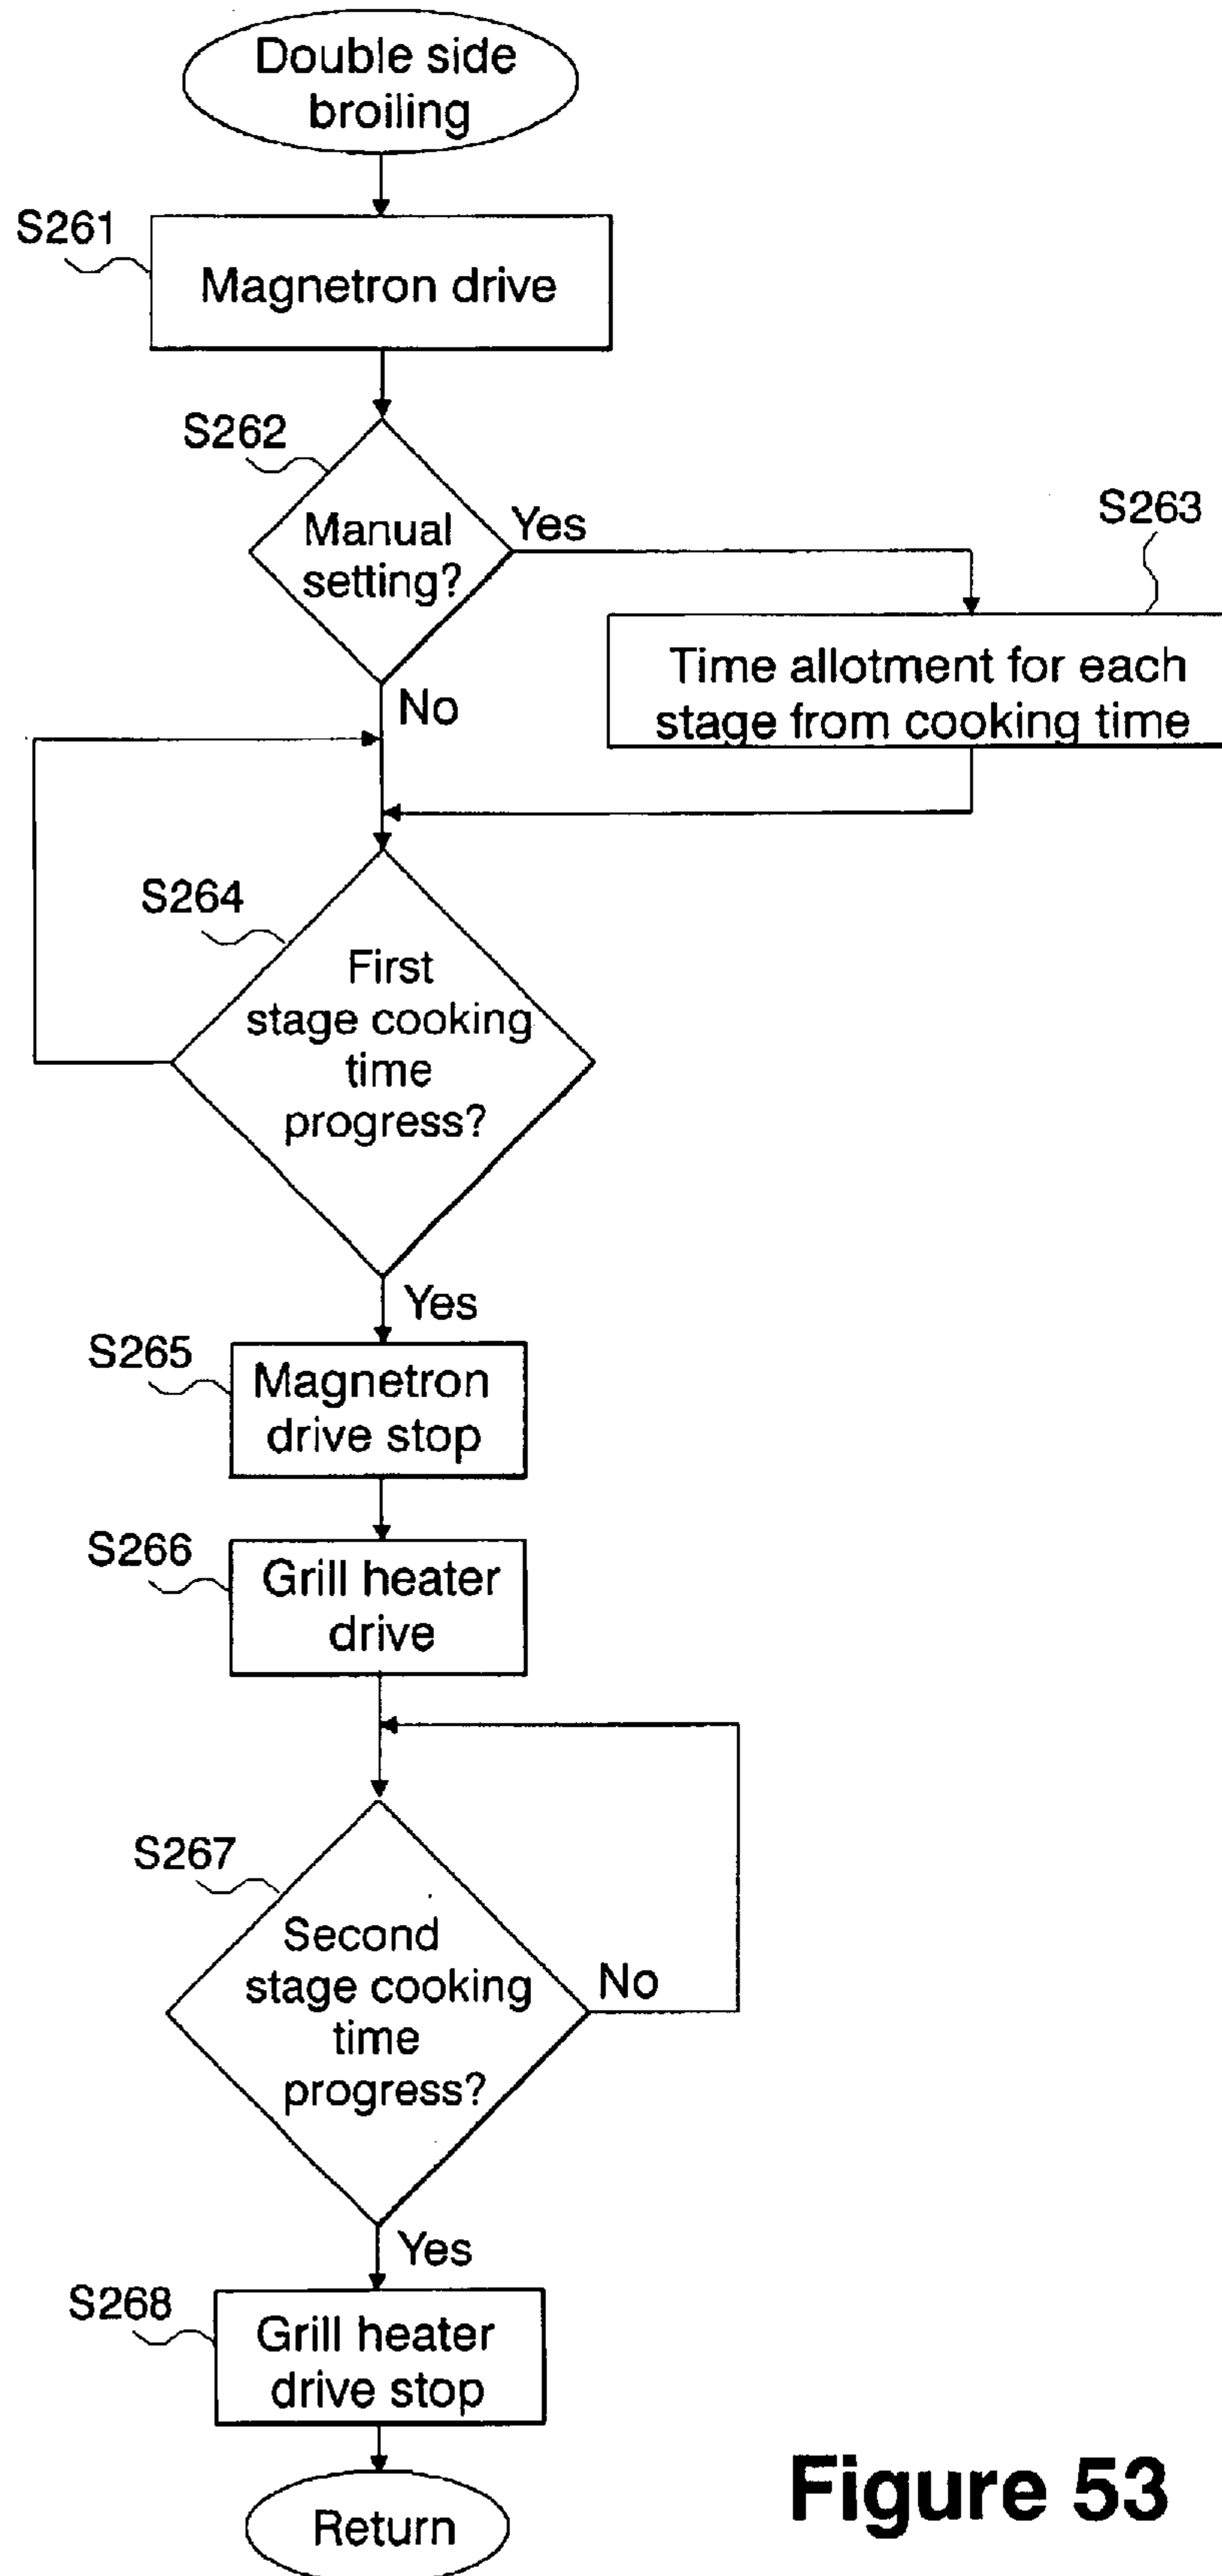 Double side
broiling
S261
Magnetron drive
S262
Manual
setting?
Yes
No
S263
Time allotment for each
stage from cooking time
S264
First
stage cooking
time
progress?
Yes
S265
Magnetron
drive stop
S266
Grill heater
drive
S267
Second
stage cooking
time
progress?
No
Yes
S268
Grill heater
drive stop
Return
Figure 53